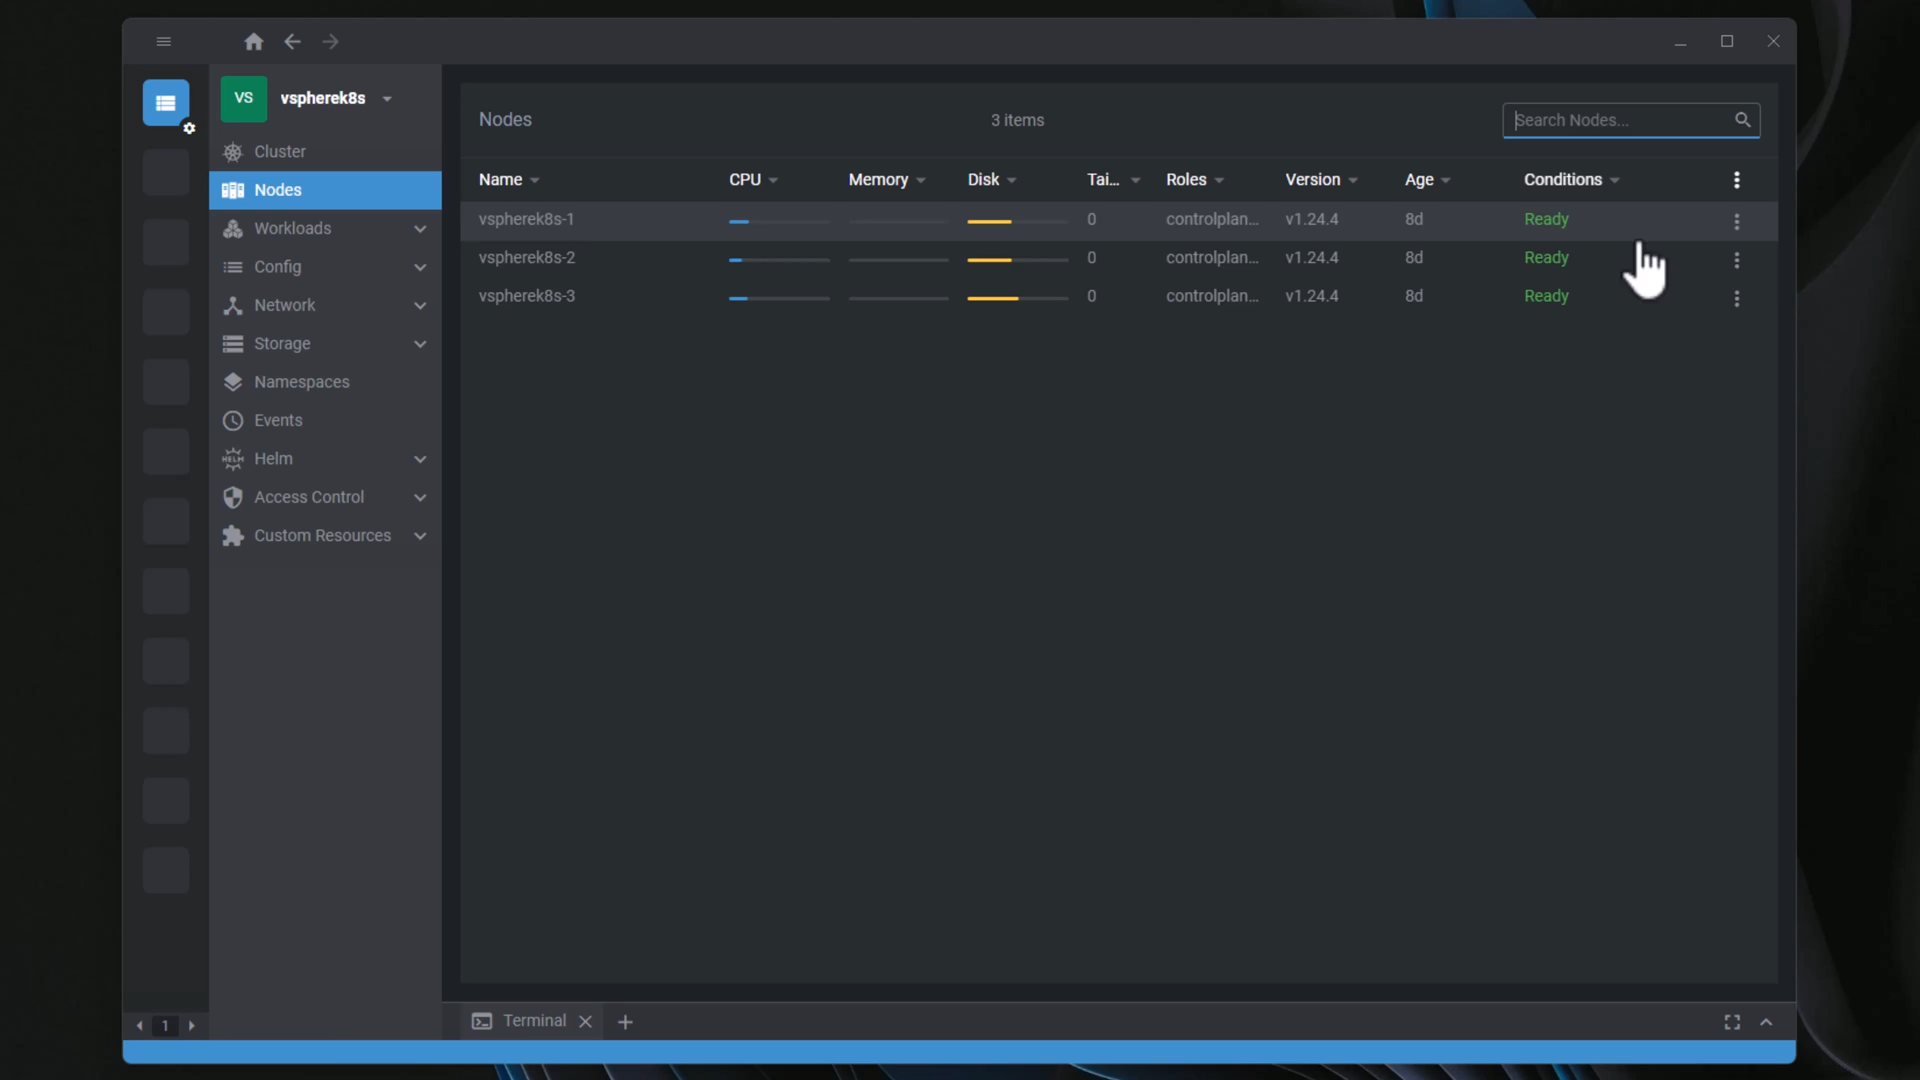 VS vspherek8s
Cluster
Nodes
Workloads
Config
Network
Storage
Namespaces
Events
HELM Helm
Access Control
Custom Resources
1
Nodes 3 items Search Nodes...
Name CPU Memory Disk Tai... Roles Version Age Conditions
vspherek8s-1 0 controlplan... v1.24.4 8d Ready
vspherek8s-2 0 controlplan... v1.24.4 8d Ready
vspherek8s-3 0 controlplan... v1.24.4 8d Ready
Terminal